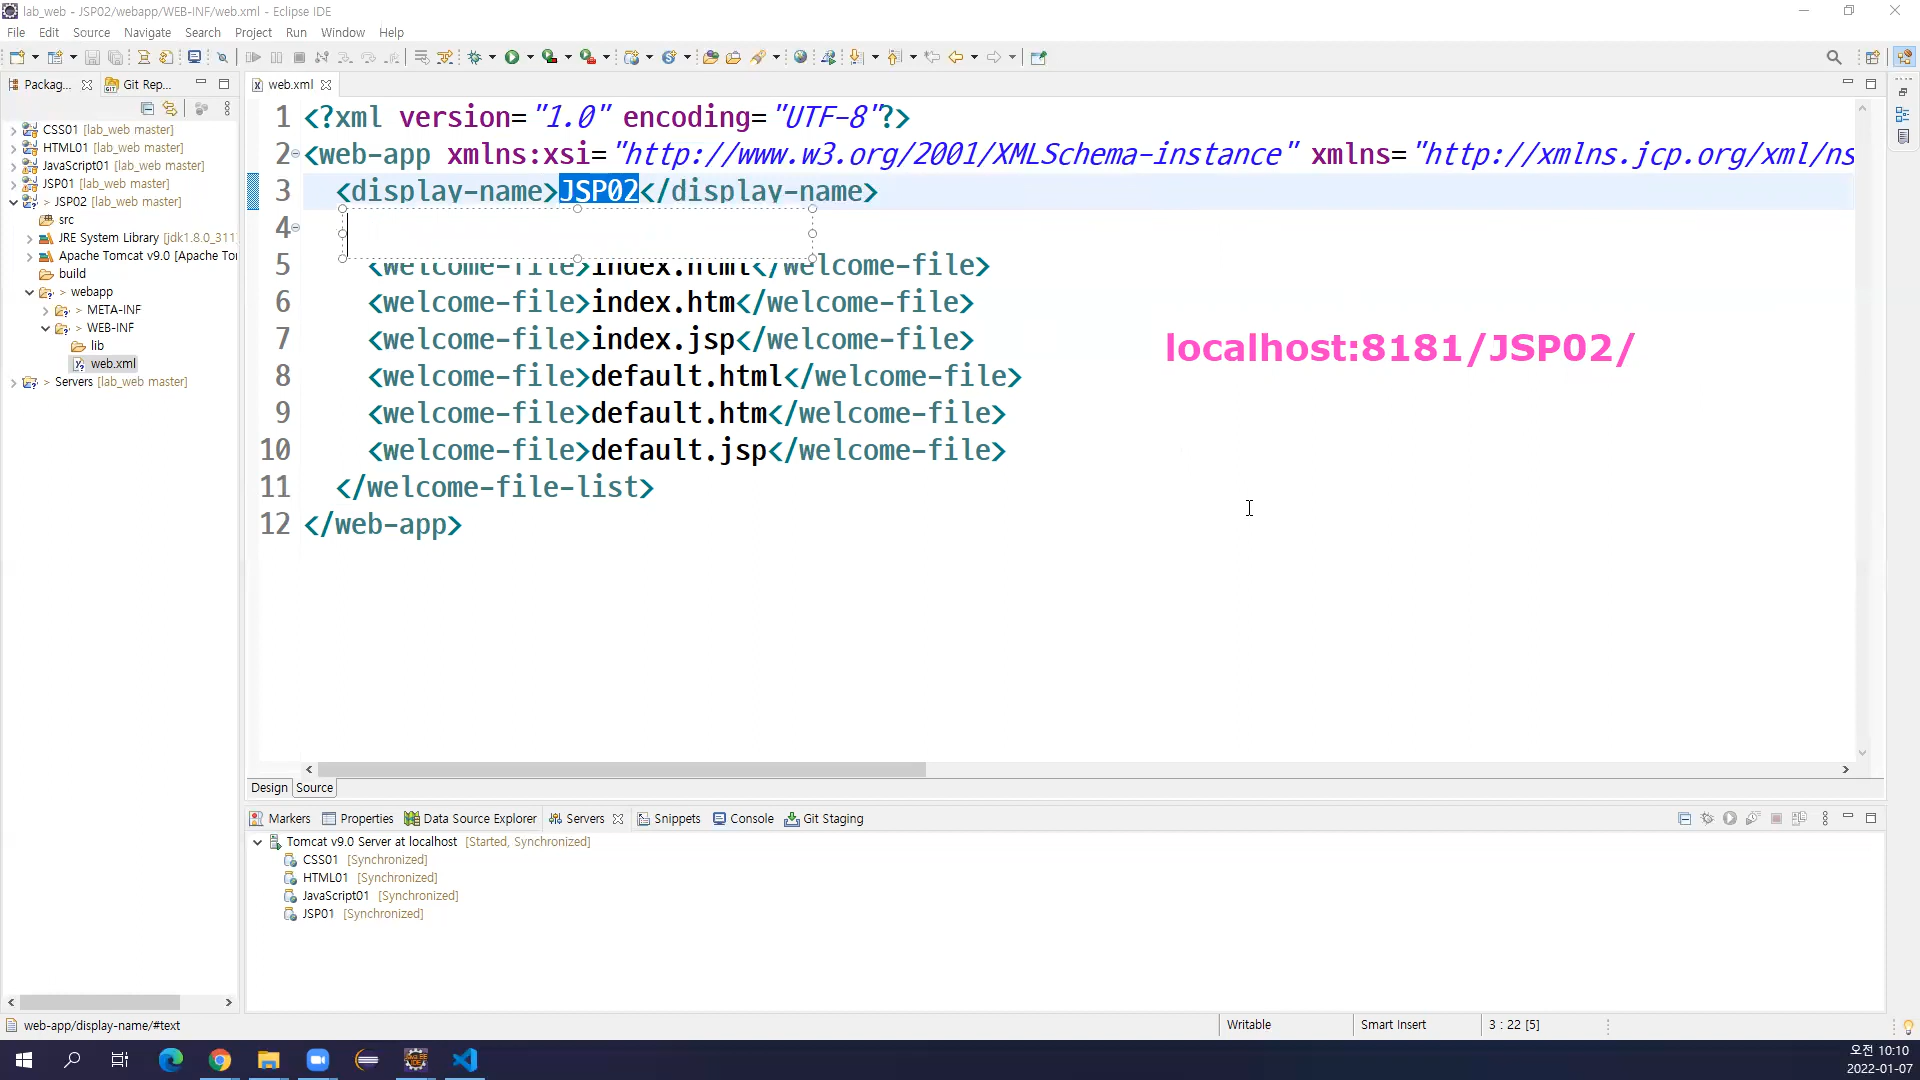 lab_web - JSP02/webapp/WEB-INF/web.xml - Eclipse IDE
File Edit Source Navigate Search Project Run Window Help
Packag... Git Rep...
web.xml
CSS01 [lab_web master]
HTML01 [lab_web master]
JavaScript01 [lab_web master]
JSP01 [lab_web master]
> JSP02 [lab_web master]
src
JRE System Library [jdk1.8.0_311]
Apache Tomcat v9.0 [Apache To
build
> webapp
> META-INF
> WEB-INF
lib
web.xml
> Servers [lab_web master]
1 <?xml version="1.0" encoding="UTF-8"?>
2 <web-app xmlns:xsi="http://www.w3.org/2001/XMLSchema-instance" xmlns="http://xmlns.jcp.org/xml/ns
3 <display-name>JSP02</display-name>
4
5 <welcome-file>index.html</welcome-file>
6 <welcome-file>index.htm</welcome-file>
7 <welcome-file>index.jsp</welcome-file>
8 <welcome-file>default.html</welcome-file>
9 <welcome-file>default.htm</welcome-file>
10 <welcome-file>default.jsp</welcome-file>
11 </welcome-file-list>
12 </web-app>
localhost:8181/JSP02/
Design Source
Markers Properties Data Source Explorer Servers Snippets Console Git Staging
Tomcat v9.0 Server at localhost [Started, Synchronized]
CSS01 [Synchronized]
HTML01 [Synchronized]
JavaScript01 [Synchronized]
JSP01 [Synchronized]
web-app/display-name/#text
Writable
Smart Insert
3 : 22 [5]
오전 10:10
2022-01-07